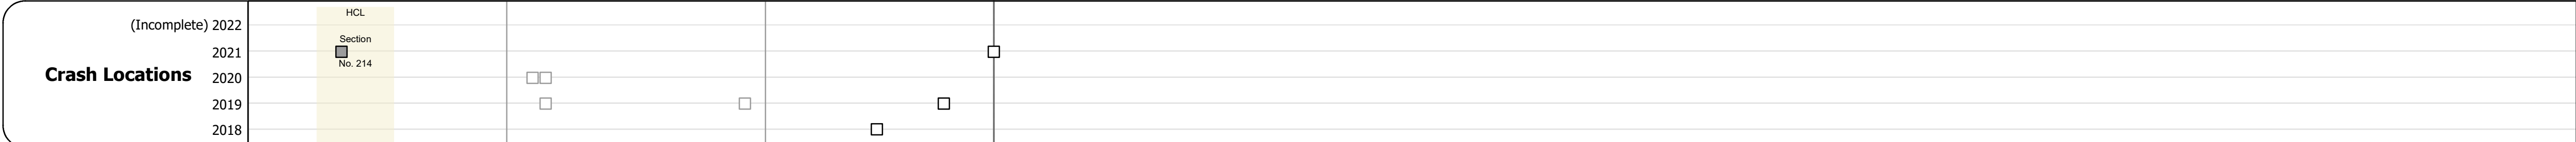 HCL
(Incomplete) 2022
Section
2021
No. 214
Crash Locations
2020
2019
2018